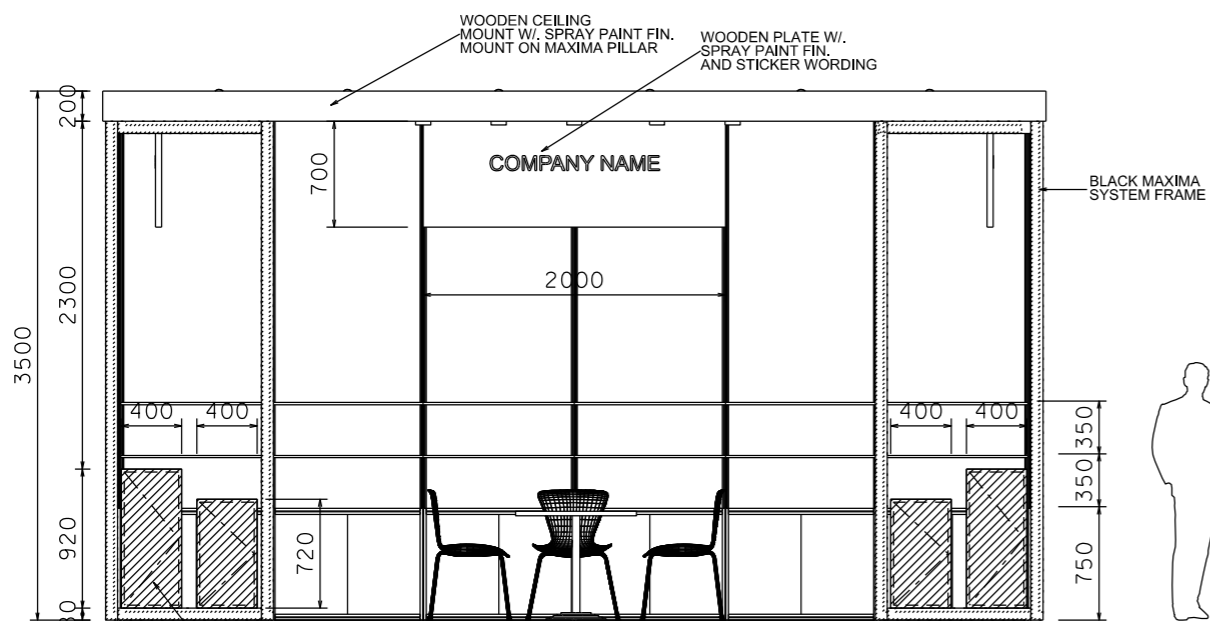 WOODEN CEILING
MOUNT W/. SPRAY PAINT FIN.
MOUNT ON MAXIMA PILLAR
WOODEN PLATE W/.
SPRAY PAINT FIN.
AND STICKER WORDING
200
700
COMPANY NAME
BLACK MAXIMA
SYSTEM FRAME
2300
2000
3500
400
400
400
400
350
350
920
720
750